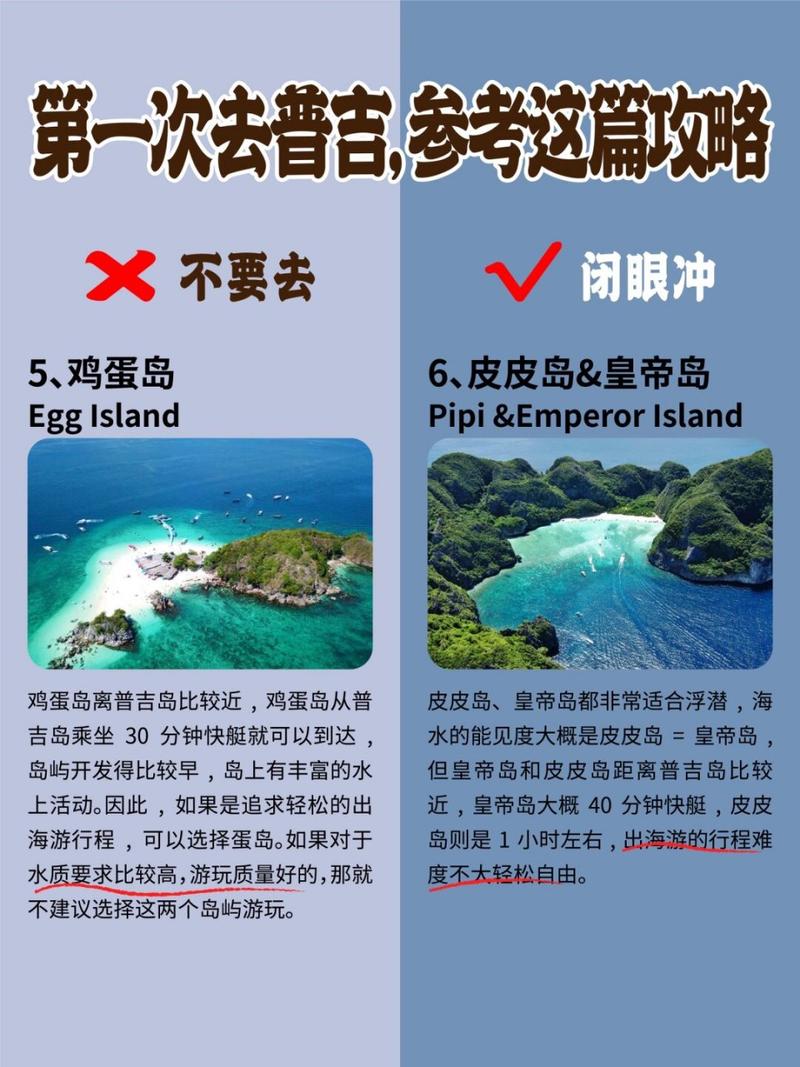 第一次去普吉,参考这篇攻略
不要去
闭眼冲
5、鸡蛋岛
Egg Island
鸡蛋岛离普吉岛比较近，鸡蛋岛从普
吉岛乘坐 30 分钟快艇就可以到达，
岛屿开发得比较早，岛上有丰富的水
上活动。因此，如果是追求轻松的出
海游行程，可以选择蛋岛。如果对于
水质要求比较高,游玩质量好的,那就
不建议选择这两个岛屿游玩。
6、皮皮岛&皇帝岛
Pipi &Emperor Island
皮皮岛、皇帝岛都非常适合浮潜，海
水的能见度大概是皮皮岛 = 皇帝岛，
但皇帝岛和皮皮岛距离普吉岛比较
近，皇帝岛大概 40 分钟快艇，皮皮
岛则是 1 小时左右，出海游的行程难
度不大轻松自由。